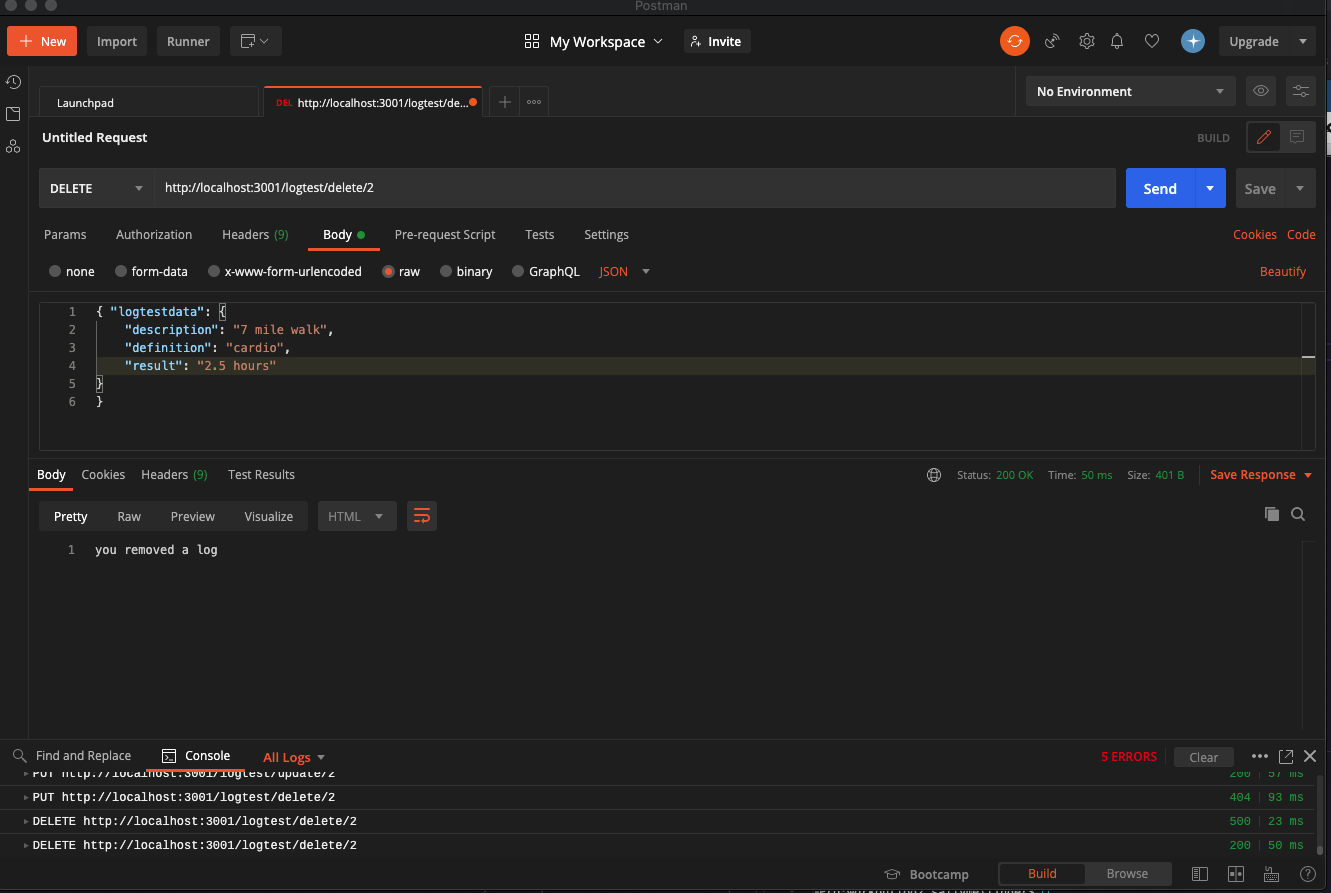 Postman
New Import Runner My Workspace Invite Upgrade
Launchpad DEL http://localhost:3001/logtest/de... No Environment
Untitled Request BUILD
DELETE http://localhost:3001/logtest/delete/2 Send Save
Params Authorization Headers (9) Body Pre-request Script Tests Settings Cookies Code
none form-data x-www-form-urlencoded raw binary GraphQL JSON Beautify
1 { "logtestdata": {
2 "description": "7 mile walk",
3 "definition": "cardio",
4 "result": "2.5 hours"
5 }
6 }
Body Cookies Headers (9) Test Results Status: 200 OK Time: 50 ms Size: 401 B Save Response
Pretty Raw Preview Visualize HTML
1 you removed a log
Find and Replace Console All Logs 5 ERRORS Clear
PUT http://localhost:3001/logtest/update/2 200 57 ms
PUT http://localhost:3001/logtest/delete/2 404 93 ms
DELETE http://localhost:3001/logtest/delete/2 500 23 ms
DELETE http://localhost:3001/logtest/delete/2 200 50 ms
Bootcamp Build Browse